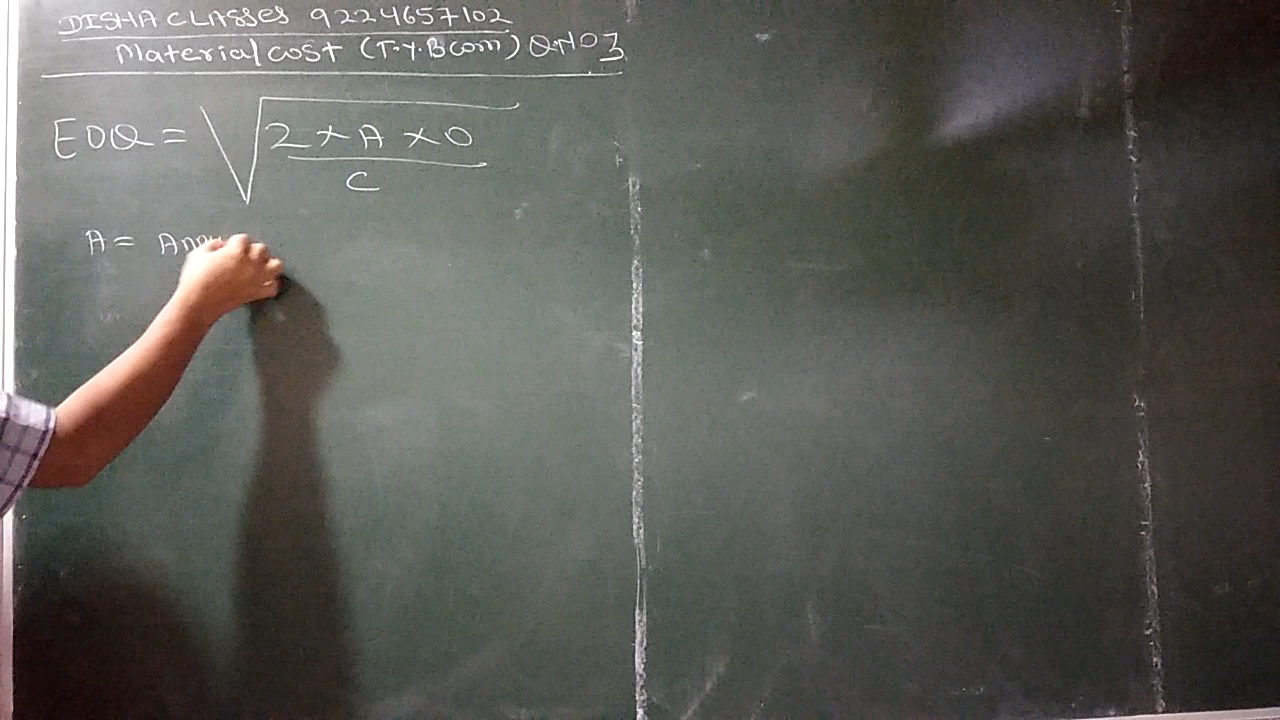 DISHA CLASSES 9224657102
Material cost (T.Y.B com) Q.NO 3
EOQ = √ 2 × A × O
C
A =